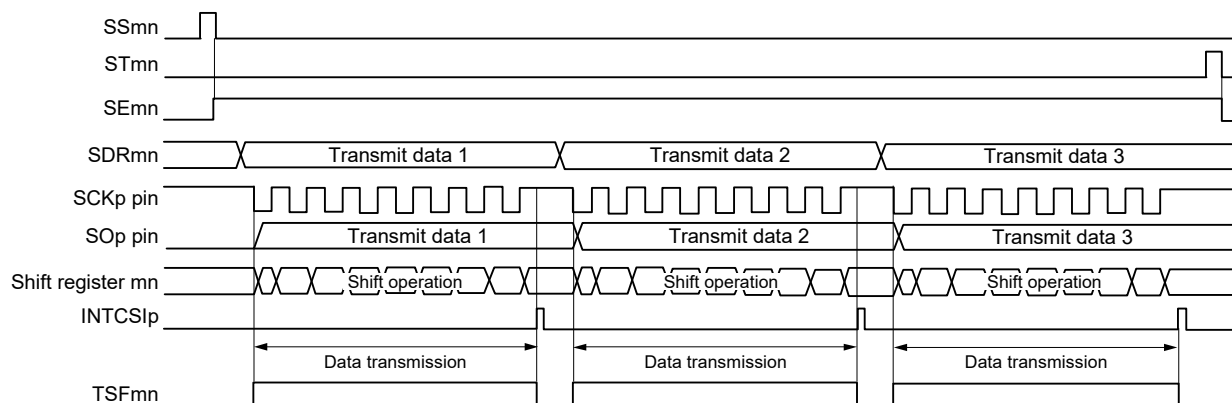 SSmn
STmn
SEmn
SDRmn Transmit data 1 Transmit data 2 Transmit data 3
SCKp pin
SOp pin Transmit data 1 Transmit data 2 Transmit data 3
Shift register mn Shift operation Shift operation Shift operation
INTCSIp
Data transmission Data transmission Data transmission
TSFmn